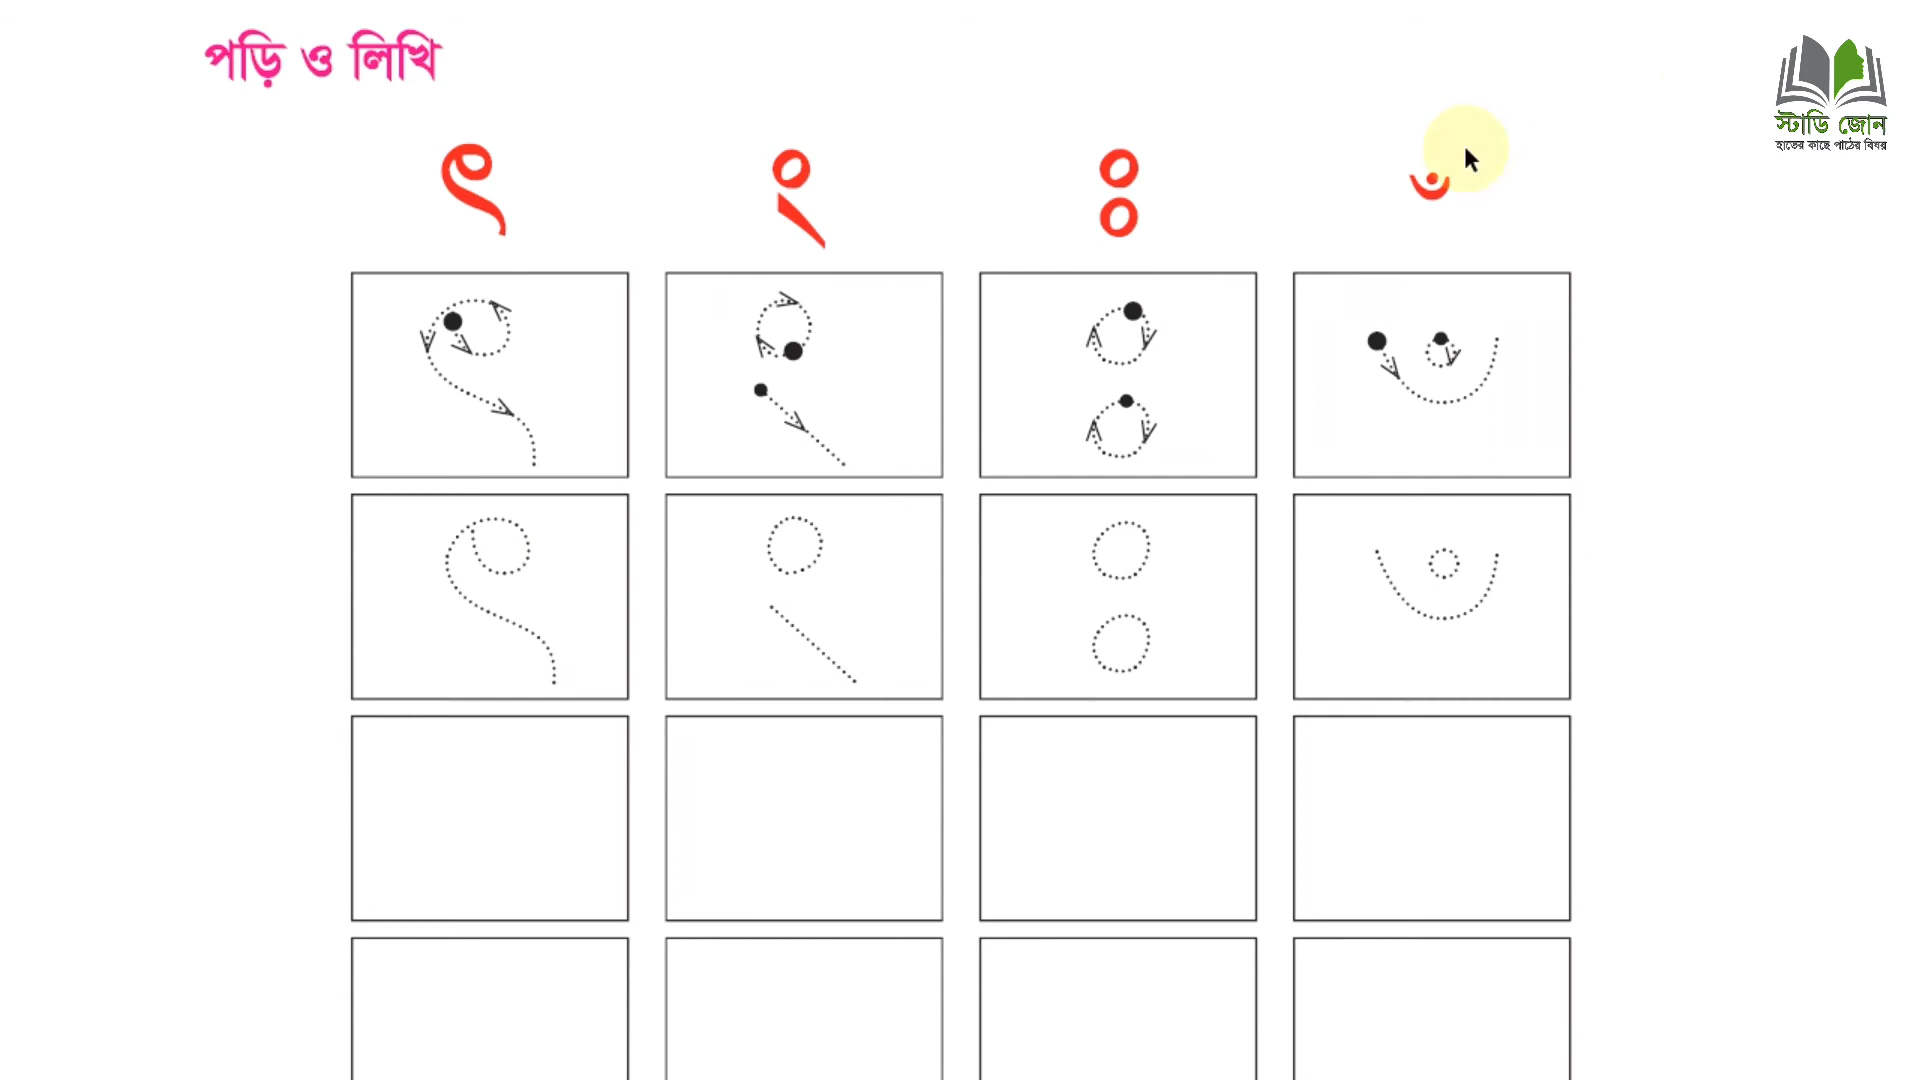 পড়ি ও লিখি
স্টাডি জোন
হাতের কাছে পাঠের বিষয়
ৎ ং ঃ ঁ